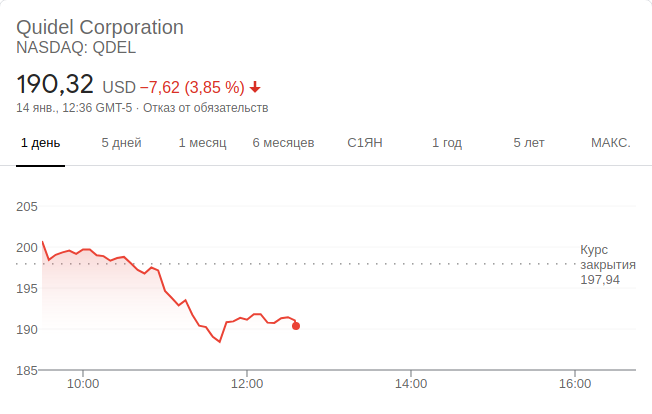 Quidel Corporation
NASDAQ: QDEL
190,32 USD −7,62 (3,85 %)
14 янв., 12:36 GMT-5 · Отказ от обязательств
1 день 5 дней 1 месяц 6 месяцев С1ЯН 1 год 5 лет МАКС.
205
200
Курс
закрытия
197,94
195
190
185
10:00 12:00 14:00 16:00